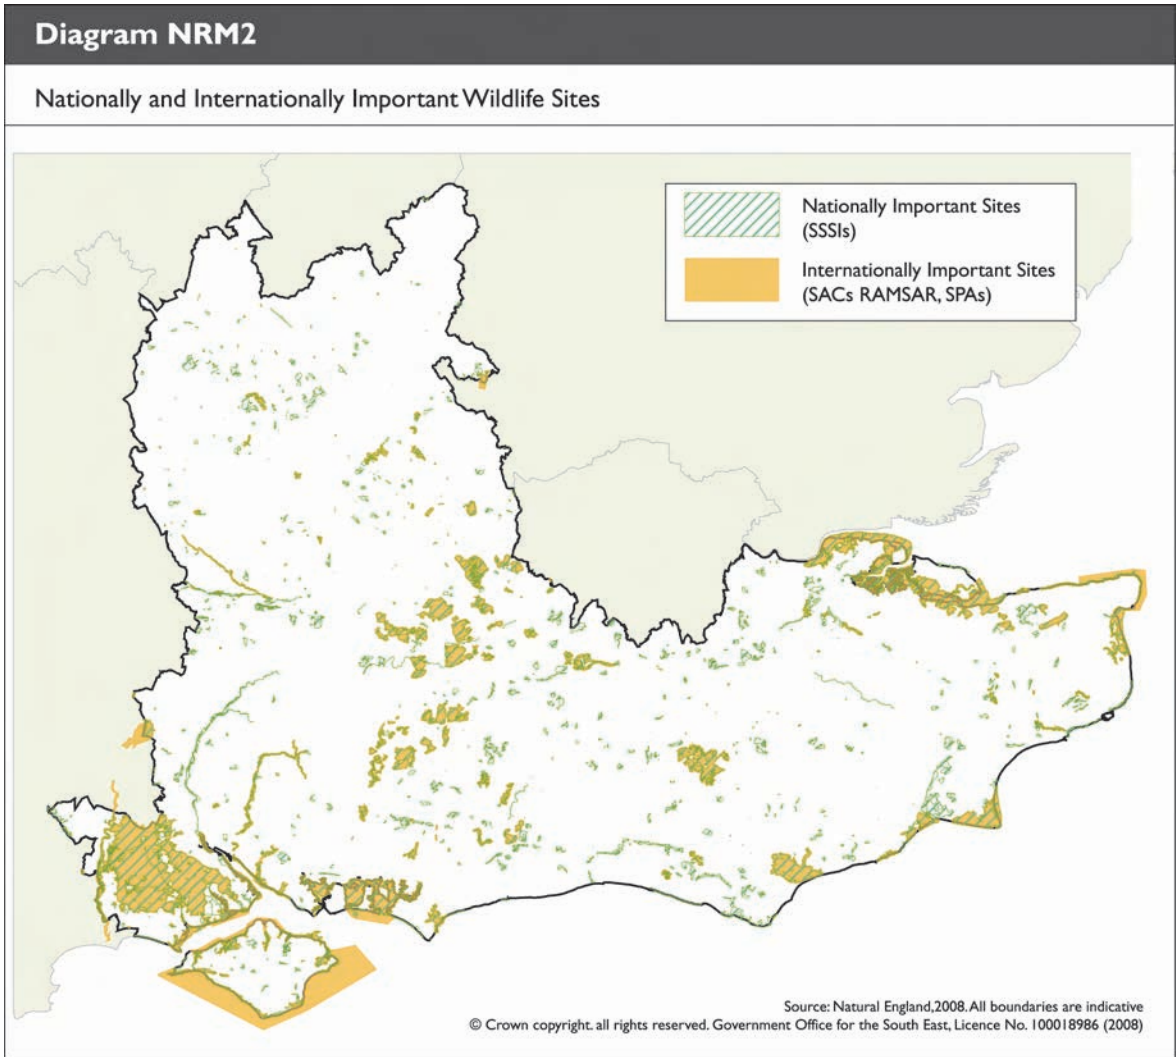 Diagram NRM2
Nationally and Internationally Important Wildlife Sites
Nationally Important Sites
(SSSIs)
Internationally Important Sites
(SACs RAMSAR, SPAs)
Source: Natural England,2008. All boundaries are indicative
© Crown copyright. all rights reserved. Government Office for the South East, Licence No. 100018986 (2008)